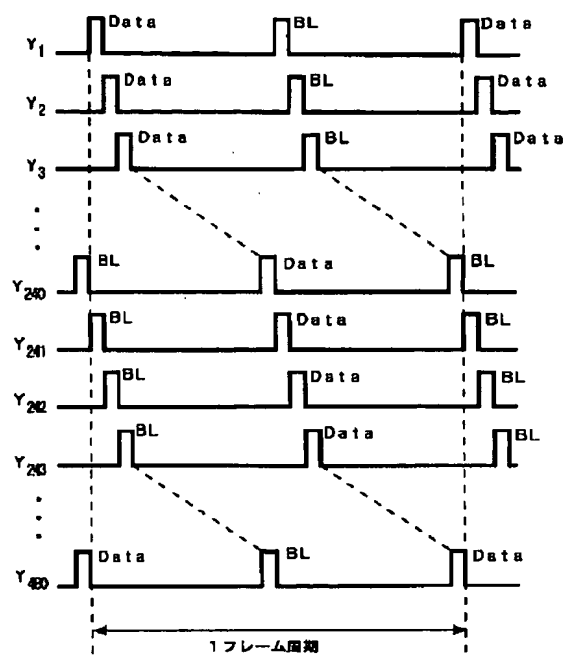 Y1 Data BL Data
Y2 Data BL Data
Y3 Data BL Data
Y240 BL Data BL
Y241 BL Data BL
Y242 BL Data BL
Y243 BL Data BL
Y480 Data BL Data
1フレーム周期